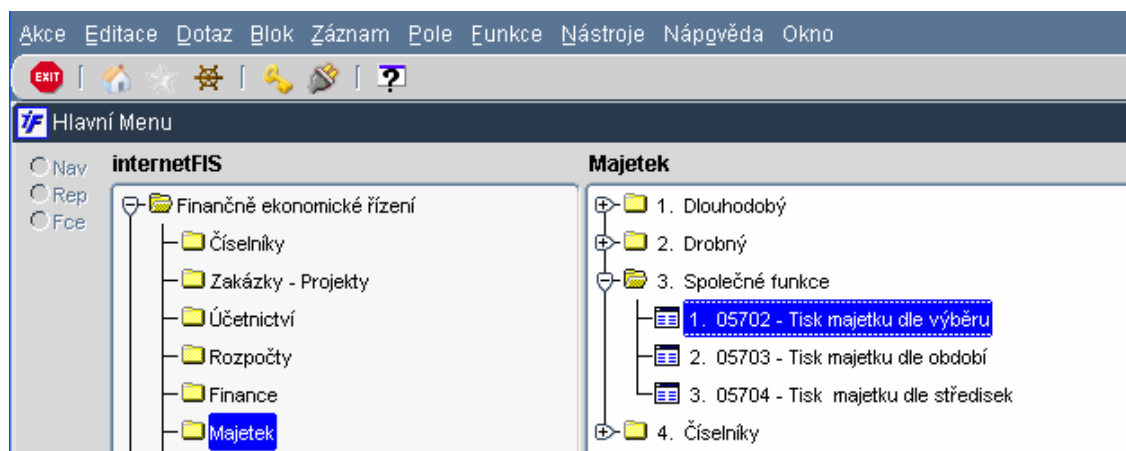 Akce Editace Dotaz Blok Záznam Pole Funkce Nástroje Nápověda Okno
EXIT
Hlavní Menu
Nav
Rep
Fce
internetFIS
Finančně ekonomické řízení
Číselníky
Zakázky - Projekty
Účetnictví
Rozpočty
Finance
Majetek
Majetek
1. Dlouhodobý
2. Drobný
3. Společné funkce
1. 05702 - Tisk majetku dle výběru
2. 05703 - Tisk majetku dle období
3. 05704 - Tisk majetku dle středisek
4. Číselníky